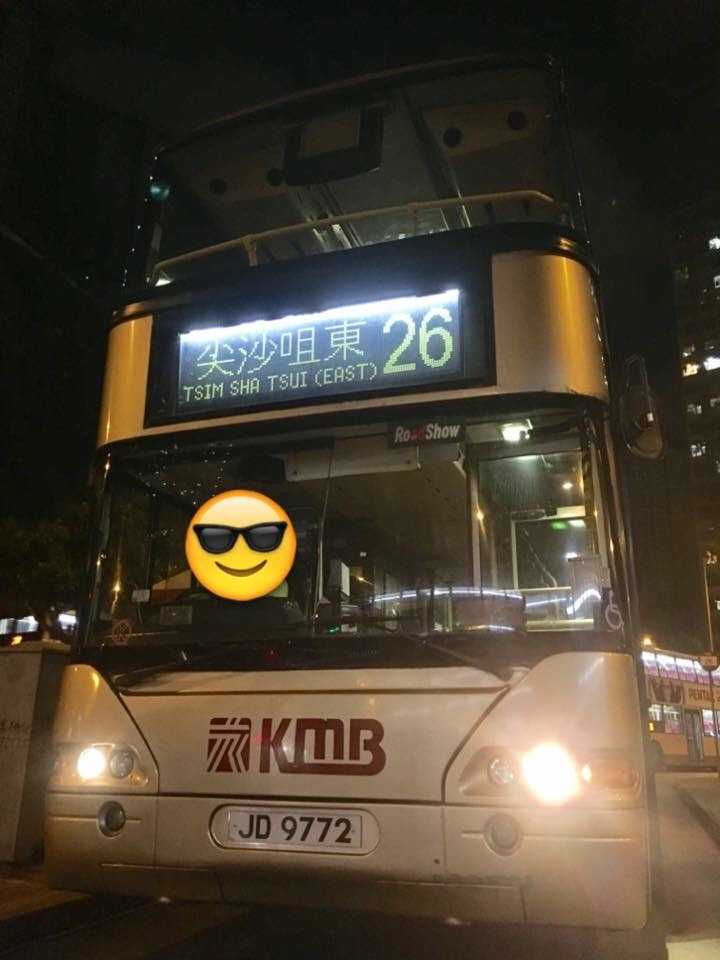 尖沙咀東 26
TSIM SHA TSUI (EAST)
RoadShow
KMB
JD 9772